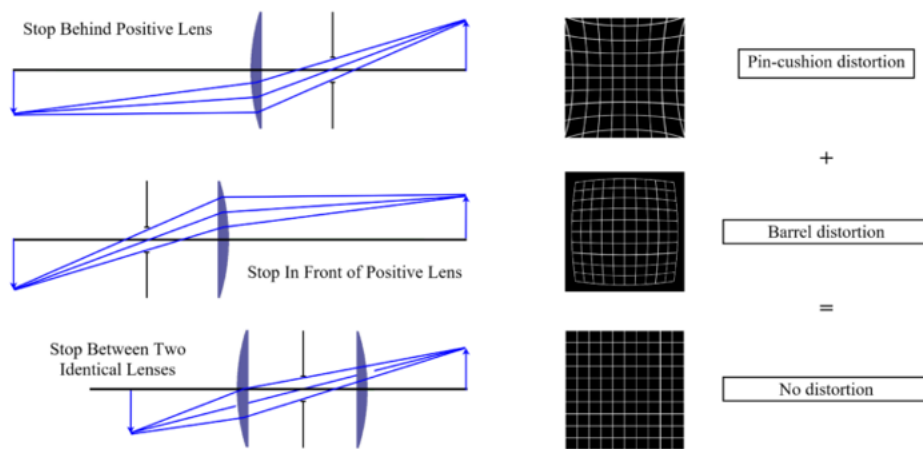 Stop Behind Positive Lens
Pin-cushion distortion
+
Stop In Front of Positive Lens
Barrel distortion
=
Stop Between Two
Identical Lenses
No distortion